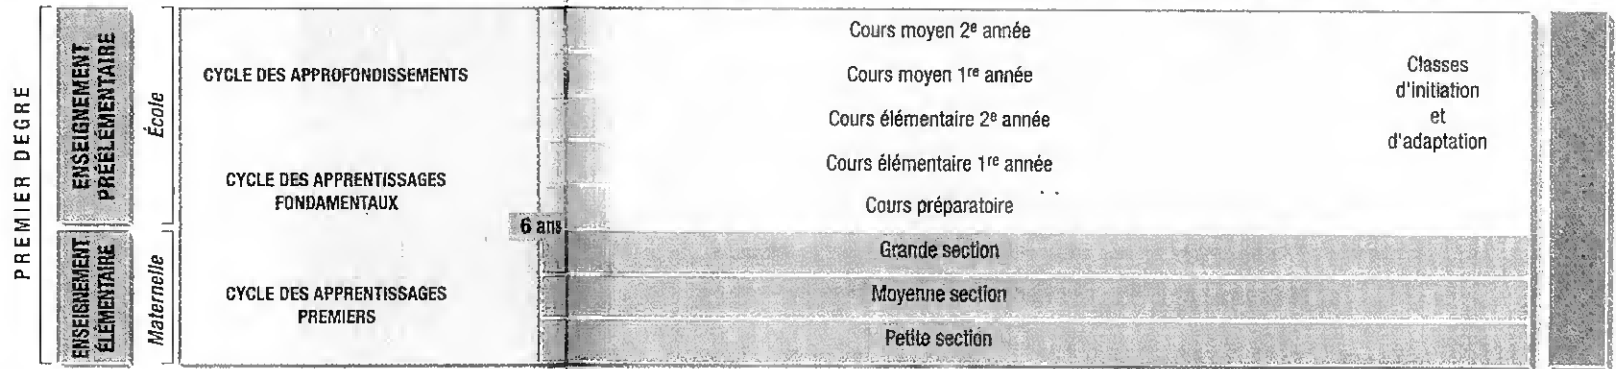 PREMIER DEGRE
ENSEIGNEMENT
PRÉÉLÉMENTAIRE
École
CYCLE DES APPROFONDISSEMENTS
CYCLE DES APPRENTISSAGES
FONDAMENTAUX
6 ans
Cours moyen 2e année
Cours moyen 1re année
Cours élémentaire 2e année
Cours élémentaire 1re année
Cours préparatoire
Classes
d'initiation
et
d'adaptation
ENSEIGNEMENT
ÉLÉMENTAIRE
Maternelle
CYCLE DES APPRENTISSAGES
PREMIERS
Grande section
Moyenne section
Petite section